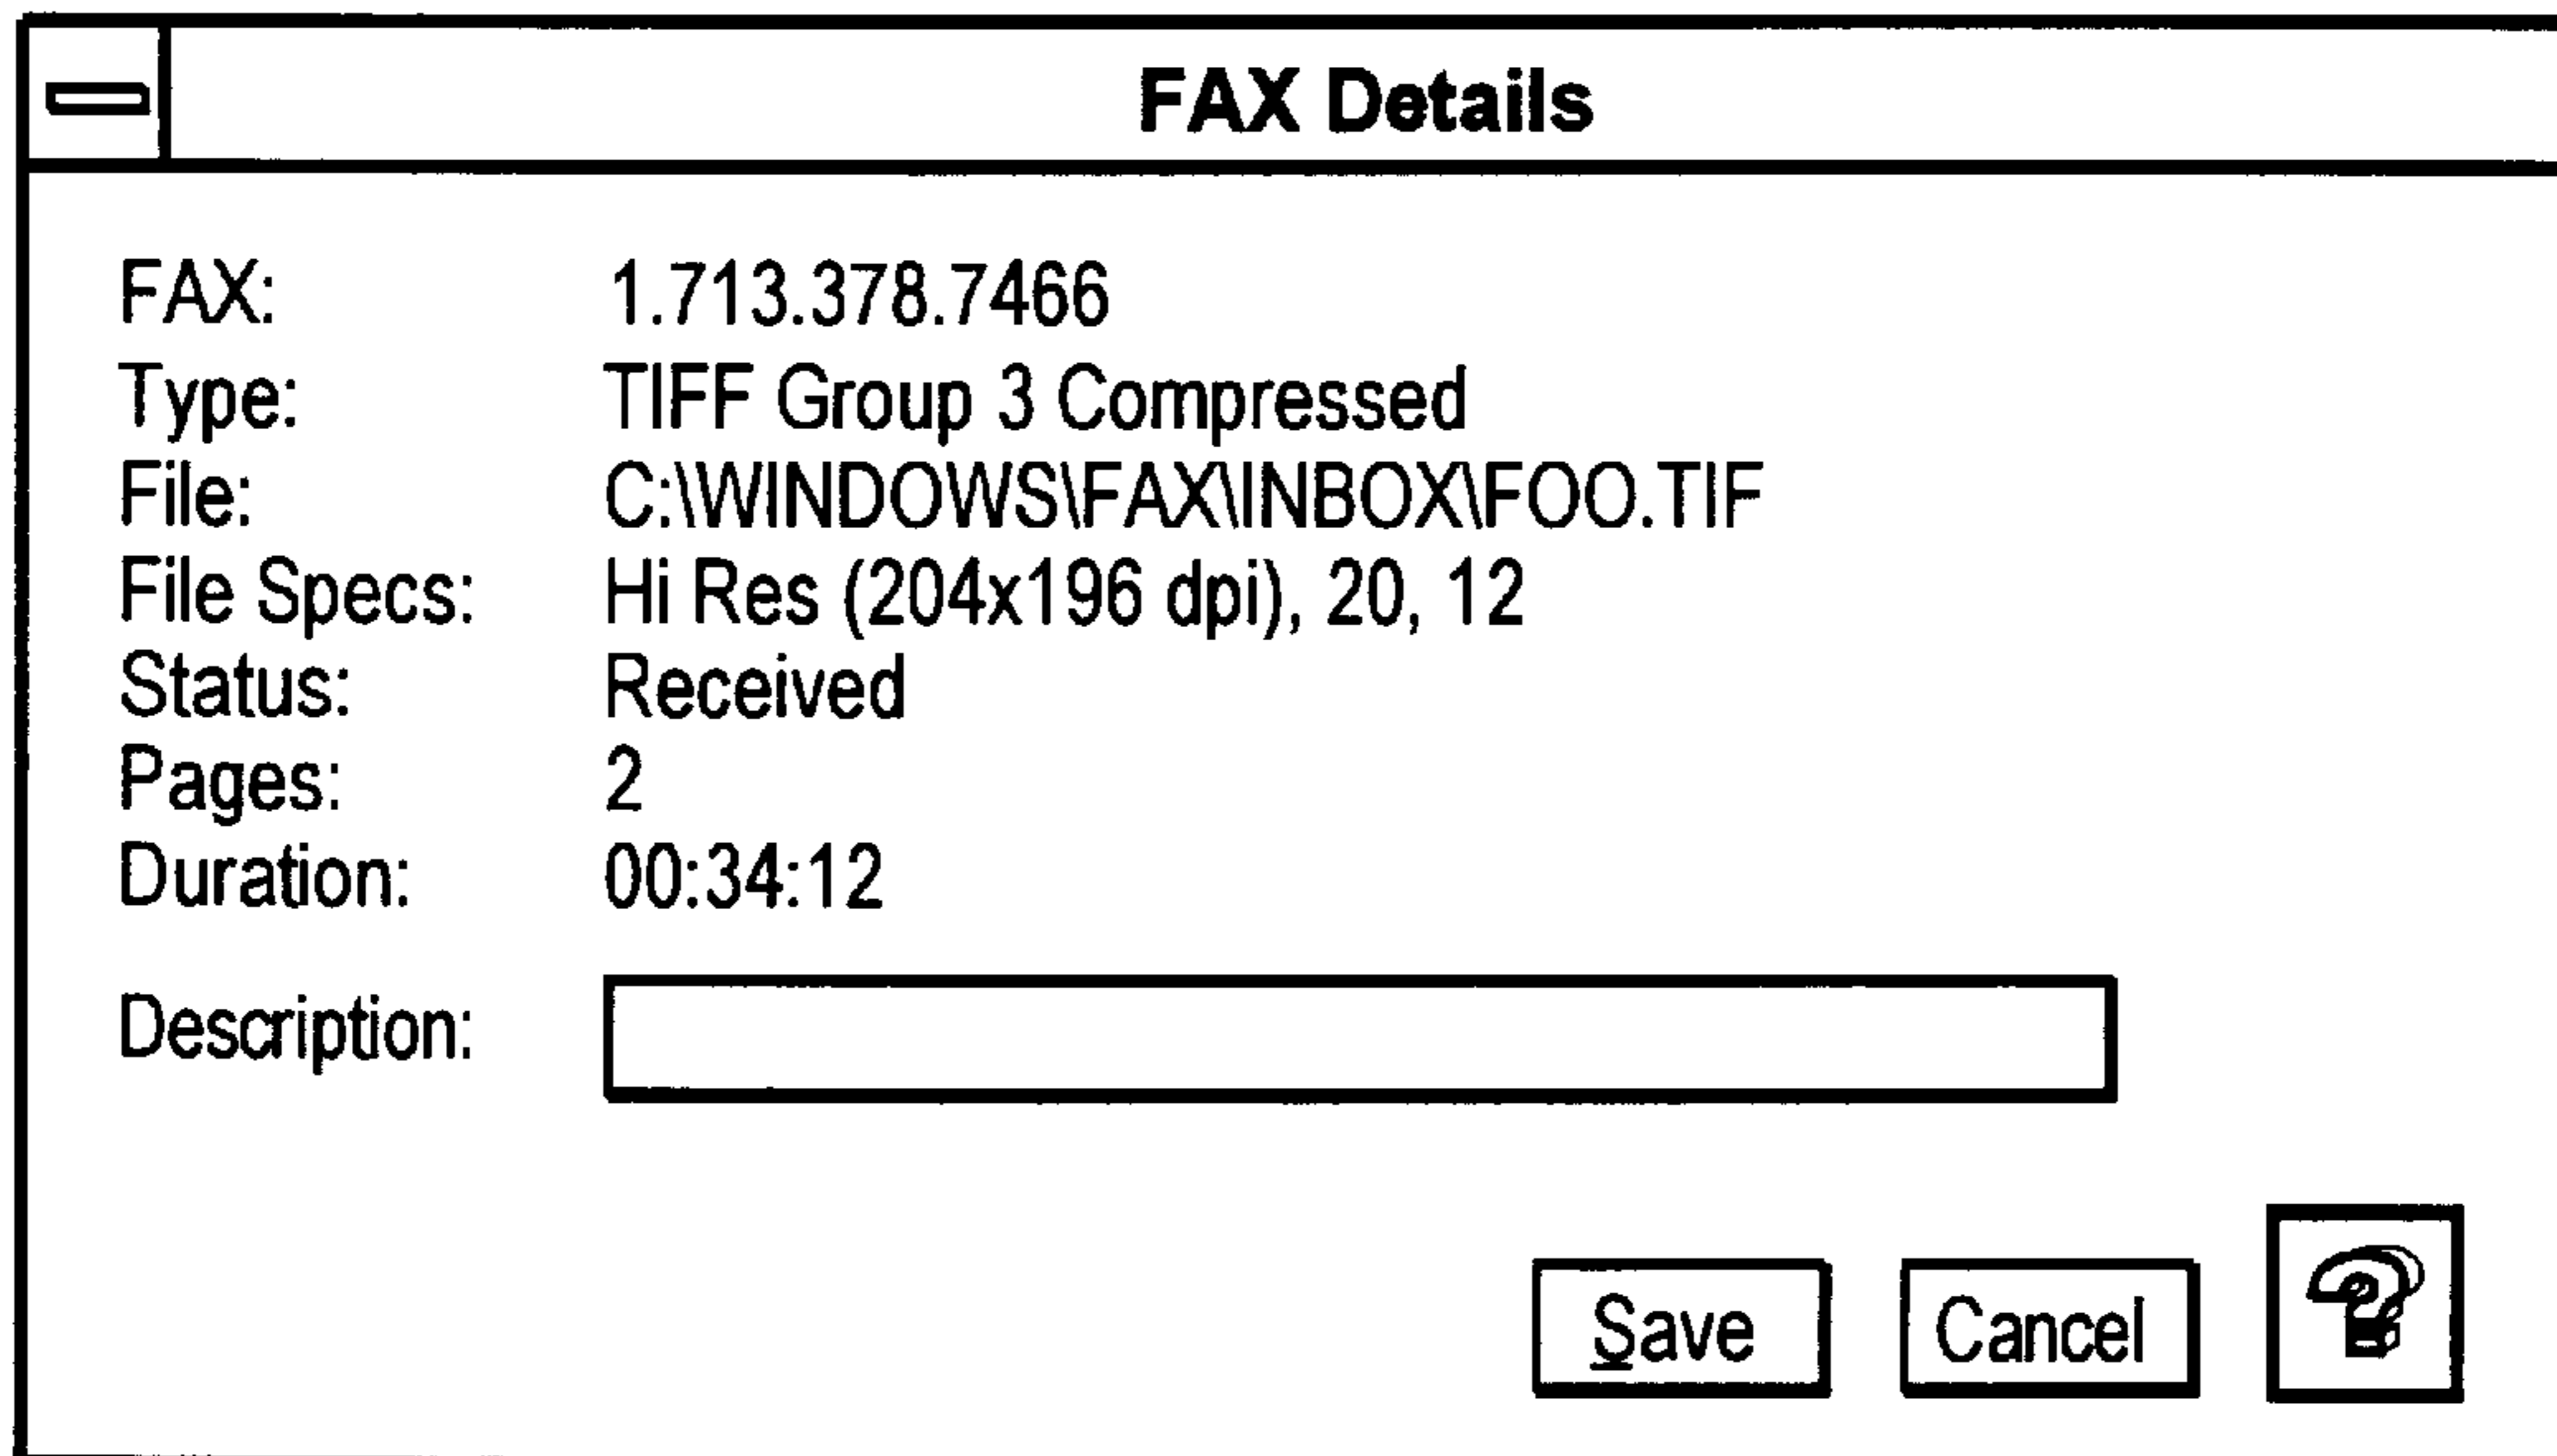 FAX Details
FAX: 1.713.378.7466
Type: TIFF Group 3 Compressed
File: C:\WINDOWS\FAX\INBOX\FOO.TIF
File Specs: Hi Res (204x196 dpi), 20, 12
Status: Received
Pages: 2
Duration: 00:34:12
Description:
Save Cancel ?